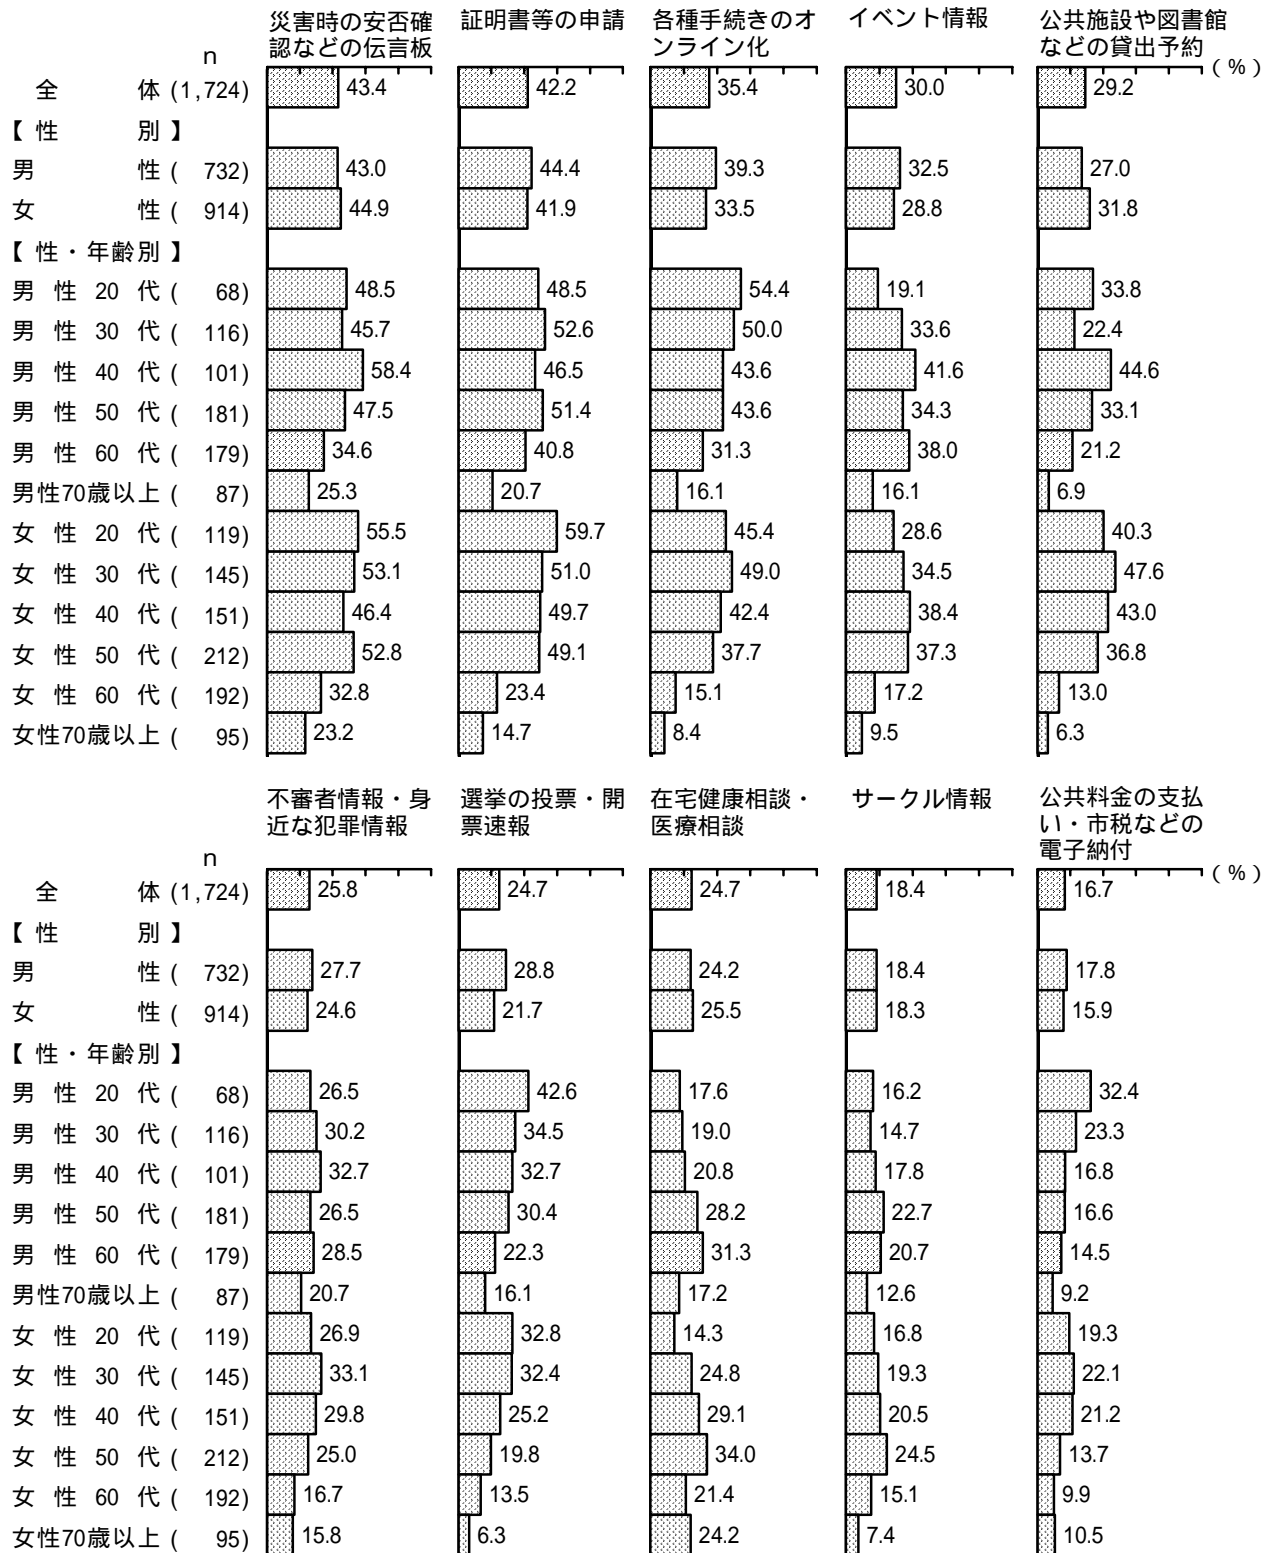 災害時の安否確
認などの伝言板
証明書等の申請
各種手続きのオ
ンライン化
イベント情報
公共施設や図書館
などの貸出予約
n
(%)
全 体 (1,724) 43.4 42.2 35.4 30.0 29.2
【 性 別 】
男 性 ( 732) 43.0 44.4 39.3 32.5 27.0
女 性 ( 914) 44.9 41.9 33.5 28.8 31.8
【 性・年齢別 】
男 性 20 代 ( 68) 48.5 48.5 54.4 19.1 33.8
男 性 30 代 ( 116) 45.7 52.6 50.0 33.6 22.4
男 性 40 代 ( 101) 58.4 46.5 43.6 41.6 44.6
男 性 50 代 ( 181) 47.5 51.4 43.6 34.3 33.1
男 性 60 代 ( 179) 34.6 40.8 31.3 38.0 21.2
男性70歳以上 ( 87) 25.3 20.7 16.1 16.1 6.9
女 性 20 代 ( 119) 55.5 59.7 45.4 28.6 40.3
女 性 30 代 ( 145) 53.1 51.0 49.0 34.5 47.6
女 性 40 代 ( 151) 46.4 49.7 42.4 38.4 43.0
女 性 50 代 ( 212) 52.8 49.1 37.7 37.3 36.8
女 性 60 代 ( 192) 32.8 23.4 15.1 17.2 13.0
女性70歳以上 ( 95) 23.2 14.7 8.4 9.5 6.3
不審者情報・身
近な犯罪情報
選挙の投票・開
票速報
在宅健康相談・
医療相談
サークル情報
公共料金の支払
い・市税などの
電子納付
n
(%)
全 体 (1,724) 25.8 24.7 24.7 18.4 16.7
【 性 別 】
男 性 ( 732) 27.7 28.8 24.2 18.4 17.8
女 性 ( 914) 24.6 21.7 25.5 18.3 15.9
【 性・年齢別 】
男 性 20 代 ( 68) 26.5 42.6 17.6 16.2 32.4
男 性 30 代 ( 116) 30.2 34.5 19.0 14.7 23.3
男 性 40 代 ( 101) 32.7 32.7 20.8 17.8 16.8
男 性 50 代 ( 181) 26.5 30.4 28.2 22.7 16.6
男 性 60 代 ( 179) 28.5 22.3 31.3 20.7 14.5
男性70歳以上 ( 87) 20.7 16.1 17.2 12.6 9.2
女 性 20 代 ( 119) 26.9 32.8 14.3 16.8 19.3
女 性 30 代 ( 145) 33.1 32.4 24.8 19.3 22.1
女 性 40 代 ( 151) 29.8 25.2 29.1 20.5 21.2
女 性 50 代 ( 212) 25.0 19.8 34.0 24.5 13.7
女 性 60 代 ( 192) 16.7 13.5 21.4 15.1 9.9
女性70歳以上 ( 95) 15.8 6.3 24.2 7.4 10.5